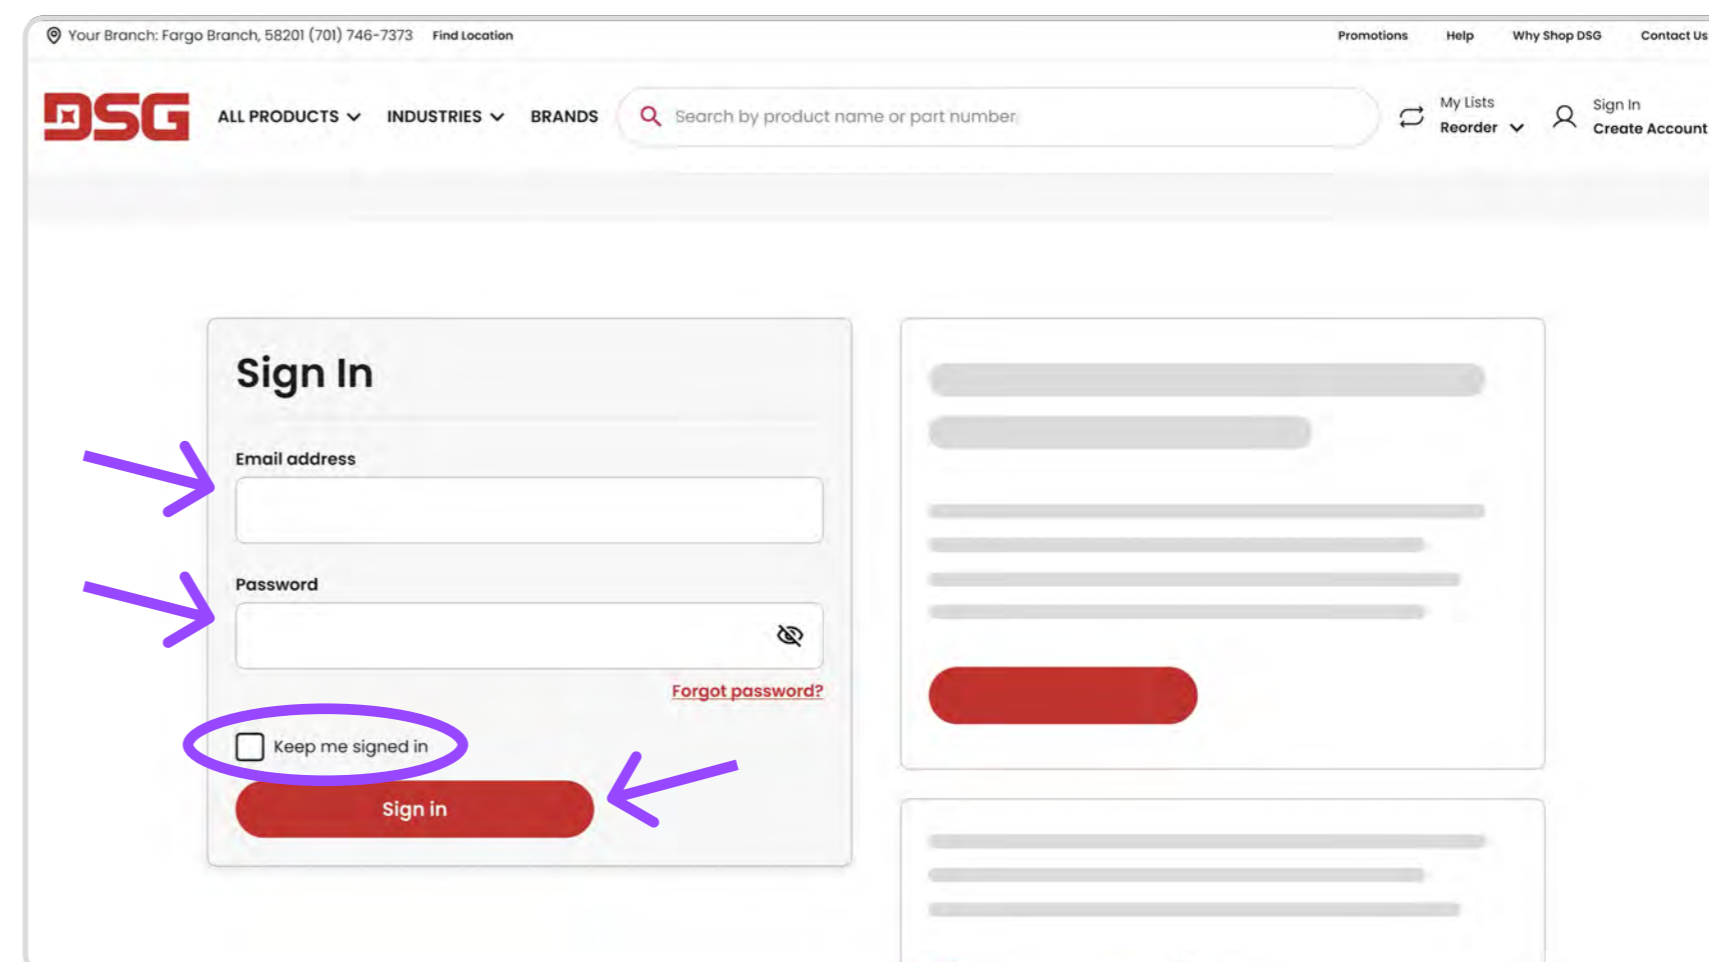 Your Branch: Fargo Branch, 58201 (701) 746-7373 Find Location
Promotions Help Why Shop DSG Contact Us
DSG ALL PRODUCTS INDUSTRIES BRANDS Search by product name or part number
My Lists
Reorder
Sign In
Create Account
Sign In
Email address
Password
Forgot password?
Keep me signed in
Sign in